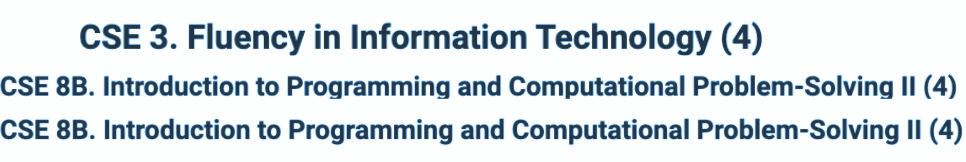 CSE 3. Fluency in Information Technology (4)
CSE 8B. Introduction to Programming and Computational Problem-Solving II (4)
CSE 8B. Introduction to Programming and Computational Problem-Solving II (4)